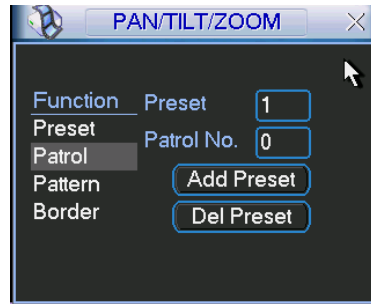 PAN/TILT/ZOOM
Function Preset 1
Preset
Patrol No. 0
Patrol
Add Preset
Pattern
Border
Del Preset